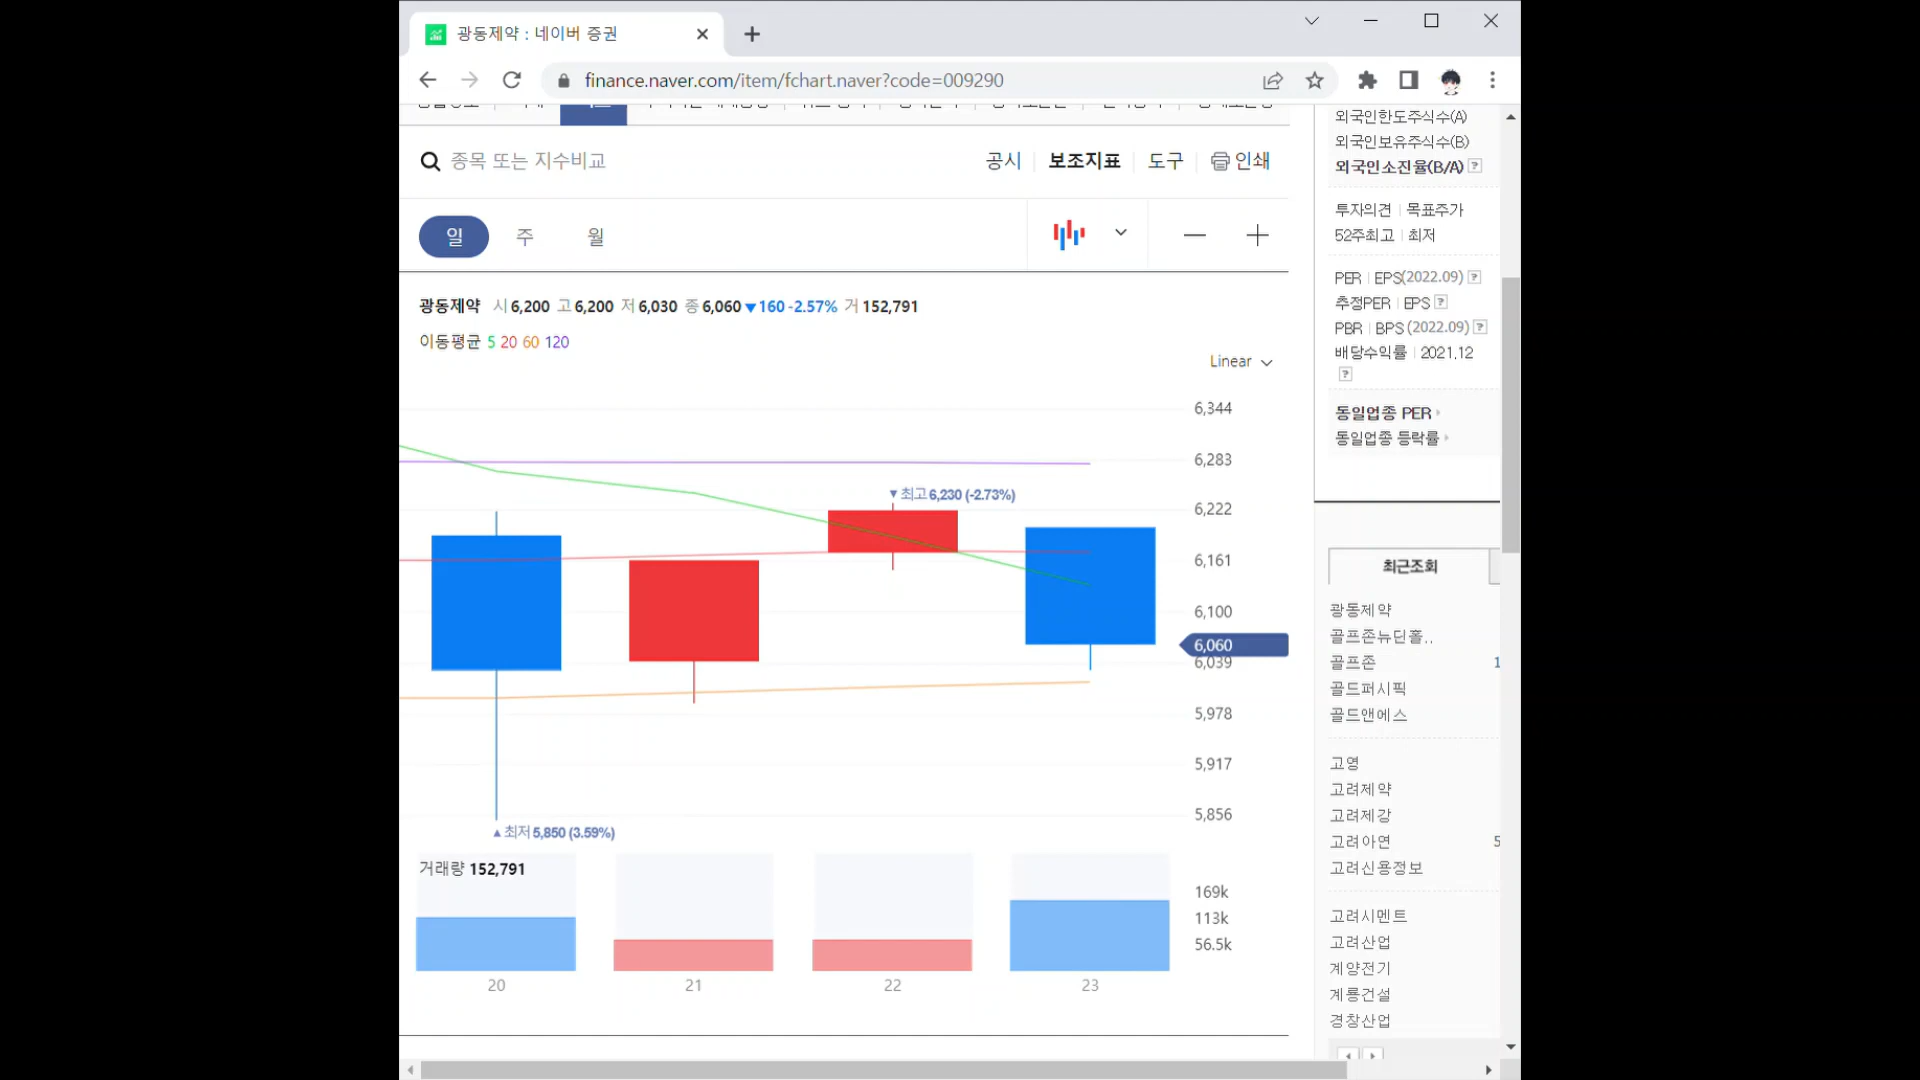 광동제약 : 네이버 증권
finance.naver.com/item/fchart.naver?code=009290
종목 또는 지수비교
공시 보조지표 도구 인쇄
일 주 월
광동제약 시 6,200 고 6,200 저 6,030 종 6,060 ▼160 -2.57% 거 152,791
이동평균 5 20 60 120
Linear
6,344
6,283
▼최고 6,230 (-2.73%)
6,222
6,161
6,100
6,060
6,039
5,978
5,917
5,856
▲최저 5,850 (3.59%)
거래량 152,791
169k
113k
56.5k
20 21 22 23
외국인한도주식수(A)
외국인보유주식수(B)
외국인소진율(B/A) ?
투자의견 | 목표주가
52주최고 | 최저
PER | EPS(2022.09) ?
추정PER | EPS ?
PBR | BPS (2022.09) ?
배당수익률 | 2021.12
?
동일업종 PER
동일업종 등락률
최근조회
광동제약
골프존뉴딘홀..
골프존 1
골드퍼시픽
골드앤에스
고영
고려제약
고려제강
고려아연 5
고려신용정보
고려시멘트
고려산업
계양전기
계룡건설
경창산업